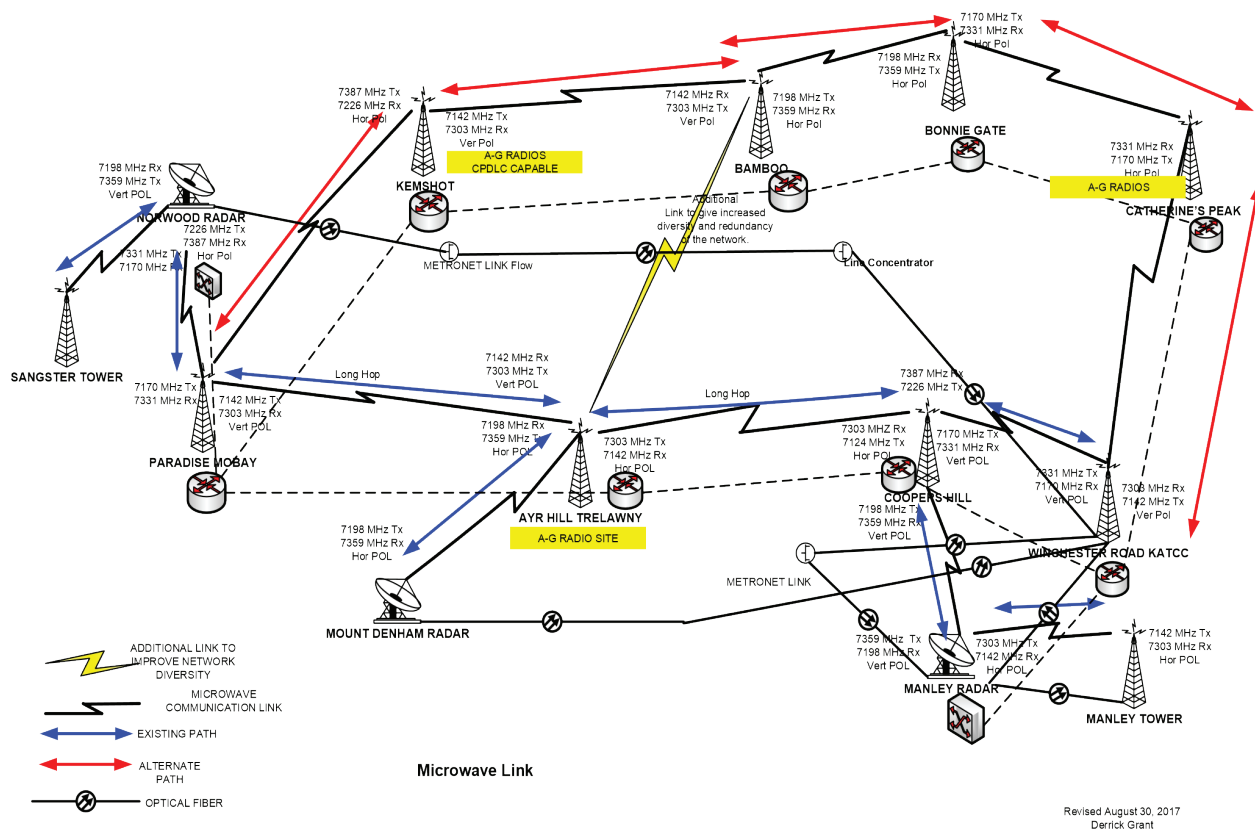 7170 MHz Tx
7331 MHz Rx
Hor Pol
7198 MHz Rx
7359 MHz Tx
Hor Pol
BONNIE GATE
7387 MHz Tx
7226 MHz Rx
Hor Pol
7142 MHz Tx
7303 MHz Rx
Ver Pol
A-G RADIOS
CPDLC CAPABLE
KEMSHOT
7142 MHz Rx
7303 MHz Tx
Ver Pol
7198 MHz Tx
7359 MHz Rx
Hor Pol
BAMBOO
7331 MHz Rx
7170 MHz Tx
Hor Pol
A-G RADIOS
CATHERINE'S PEAK
7198 MHz Rx
7359 MHz Tx
Vert POL
NORWOOD RADAR
7226 MHz Tx
7387 MHz Rx
Hor Pol
7331 MHz Tx
7170 MHz Rx
Additional
Link to give increased
diversity and redundancy
of the network.
METRONET LINK Flow
Line Concentrator
SANGSTER TOWER
7170 MHz Tx
7331 MHz Rx
7142 MHz Tx
7303 MHz Rx
Vert POL
PARADISE MOBAY
Long Hop
7142 MHz Rx
7303 MHz Tx
Vert POL
7198 MHz Rx
7359 MHz Tx
Hor POL
7303 MHz Tx
7142 MHz Rx
Hor POL
AYR HILL TRELAWNY
A-G RADIO SITE
Long Hop
7387 MHz Rx
7226 MHz Tx
7303 MHz Rx
7124 MHz Tx
Hor POL
7170 MHz Tx
7331 MHz Rx
Vert POL
COOPERS HILL
7198 MHz Tx
7359 MHz Rx
Vert POL
7331 MHz Tx
7170 MHz Rx
Vert POL
7303 MHz Rx
7142 MHz Tx
Ver Pol
WINCHESTER ROAD KATCC
7198 MHz Tx
7359 MHz Rx
Hor POL
MOUNT DENHAM RADAR
METRONET LINK
7359 MHz Tx
7198 MHz Rx
Vert POL
7303 MHz Tx
7142 MHz Rx
Hor POL
MANLEY RADAR
7142 MHz Tx
7303 MHz Rx
Hor POL
MANLEY TOWER
ADDITIONAL LINK TO
IMPROVE NETWORK
DIVERSITY
MICROWAVE
COMMUNICATION LINK
EXISTING PATH
ALTERNATE
PATH
OPTICAL FIBER
Microwave Link
Revised August 30, 2017
Derrick Grant